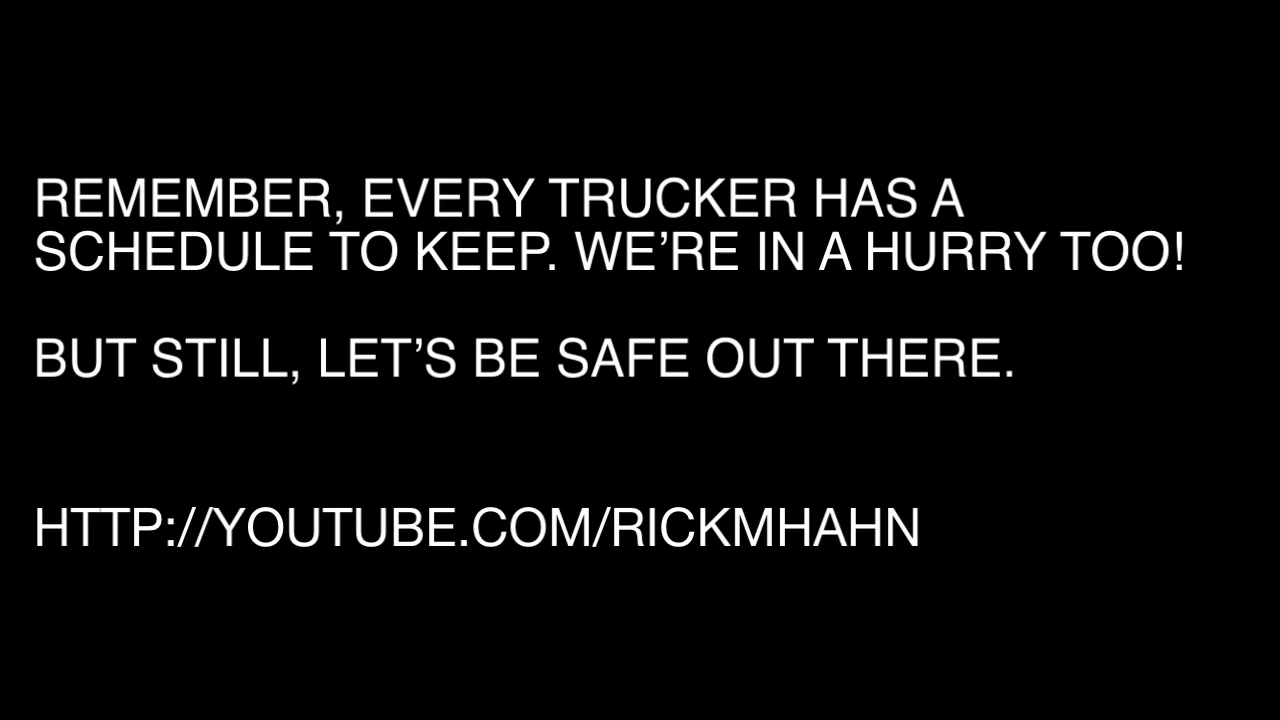 REMEMBER, EVERY TRUCKER HAS A
SCHEDULE TO KEEP. WE’RE IN A HURRY TOO!
BUT STILL, LET’S BE SAFE OUT THERE.
HTTP://YOUTUBE.COM/RICKMHAHN